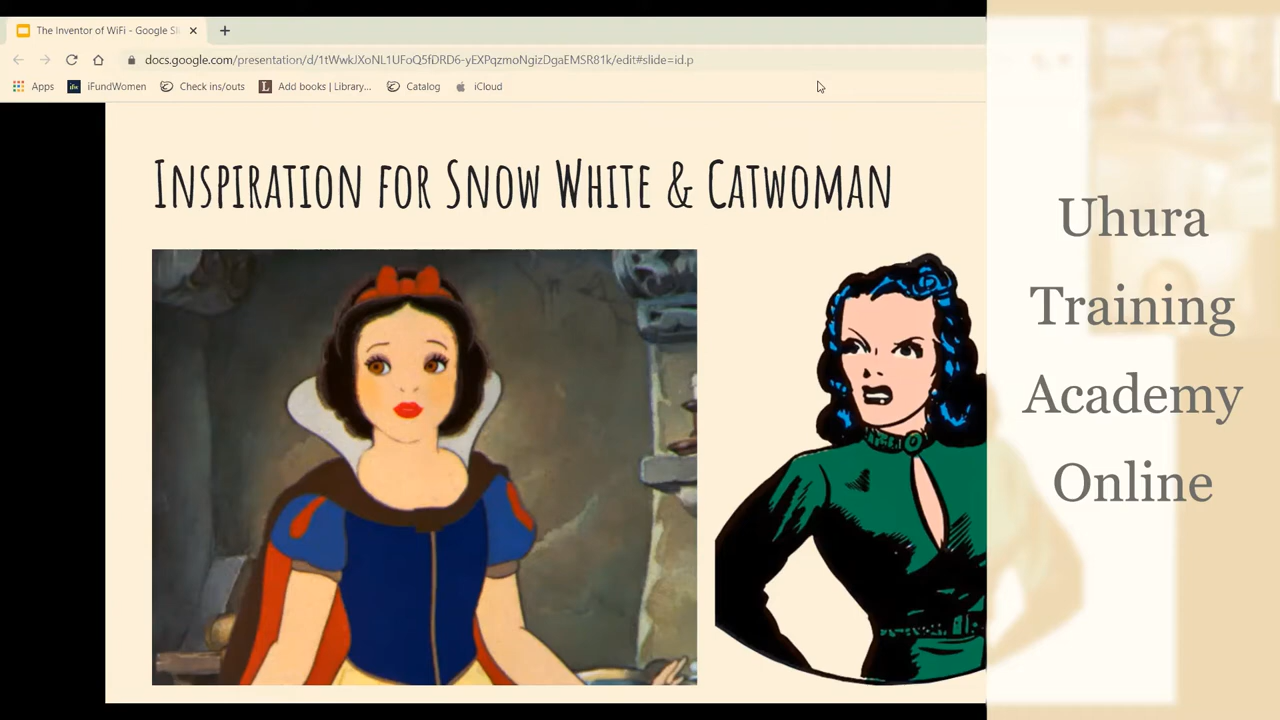 The Inventor of WiFi - Google Sl
docs.google.com/presentation/d/1tWwkJXoNL1UFoQ5fDRD6-yEXPqzmoNgizDgaEMSR81k/edit#slide=id.p
Apps iFundWomen Check ins/outs Add books | Library... Catalog iCloud
INSPIRATION FOR SNOW WHITE & CATWOMAN
Uhura
Training
Academy
Online